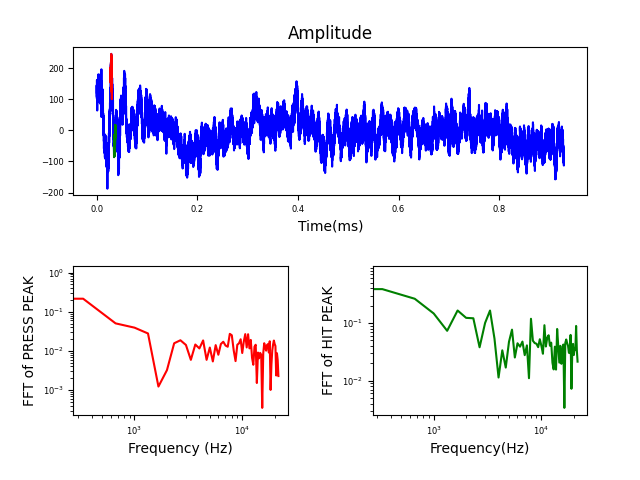 Amplitude
200
100
0
−100
−200
0.0 0.2 0.4 0.6 0.8
Time(ms)
FFT of PRESS PEAK
10⁰
10⁻¹
10⁻²
10⁻³
10³ 10⁴
Frequency (Hz)
FFT of HIT PEAK
10⁻¹
10⁻²
10³ 10⁴
Frequency(Hz)